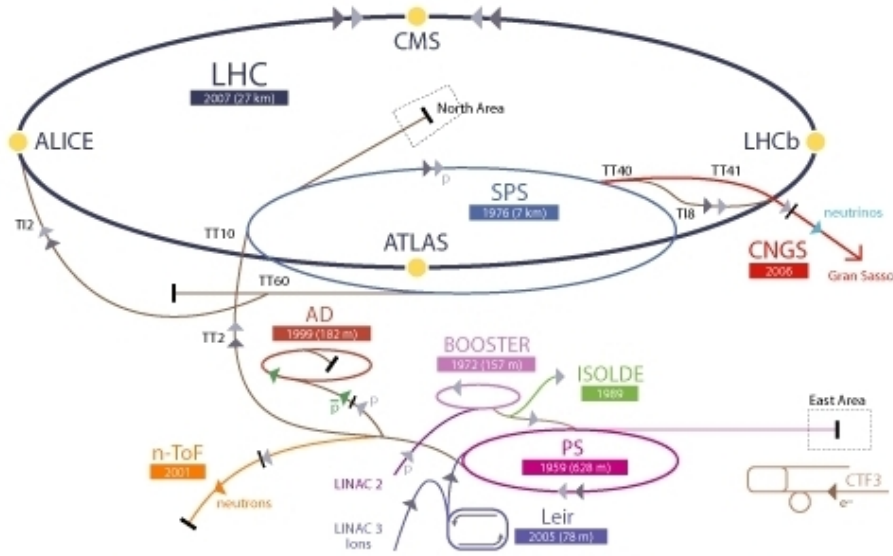 CMS
LHC
2007 (27 km)
North Area
ALICE
LHCb
TT40
TT41
p
SPS
1976 (7 km)
TI8
neutrinos
TI2
TT10
ATLAS
CNGS
2006
Gran Sasso
TT60
AD
1999 (182 m)
TT2
BOOSTER
1972 (157 m)
ISOLDE
1989
p
p̅
East Area
n-ToF
2001
PS
1959 (628 m)
p
LINAC 2
neutrons
CTF3
e-
LINAC 3
Ions
Leir
2005 (78 m)